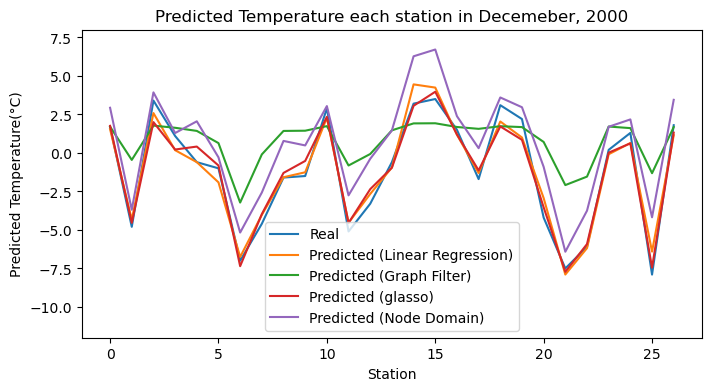 Predicted Temperature each station in Decemeber, 2000
Predicted Temperature(°C)
7.5
5.0
2.5
0.0
−2.5
−5.0
−7.5
−10.0
Real
Predicted (Linear Regression)
Predicted (Graph Filter)
Predicted (glasso)
Predicted (Node Domain)
0 5 10 15 20 25
Station